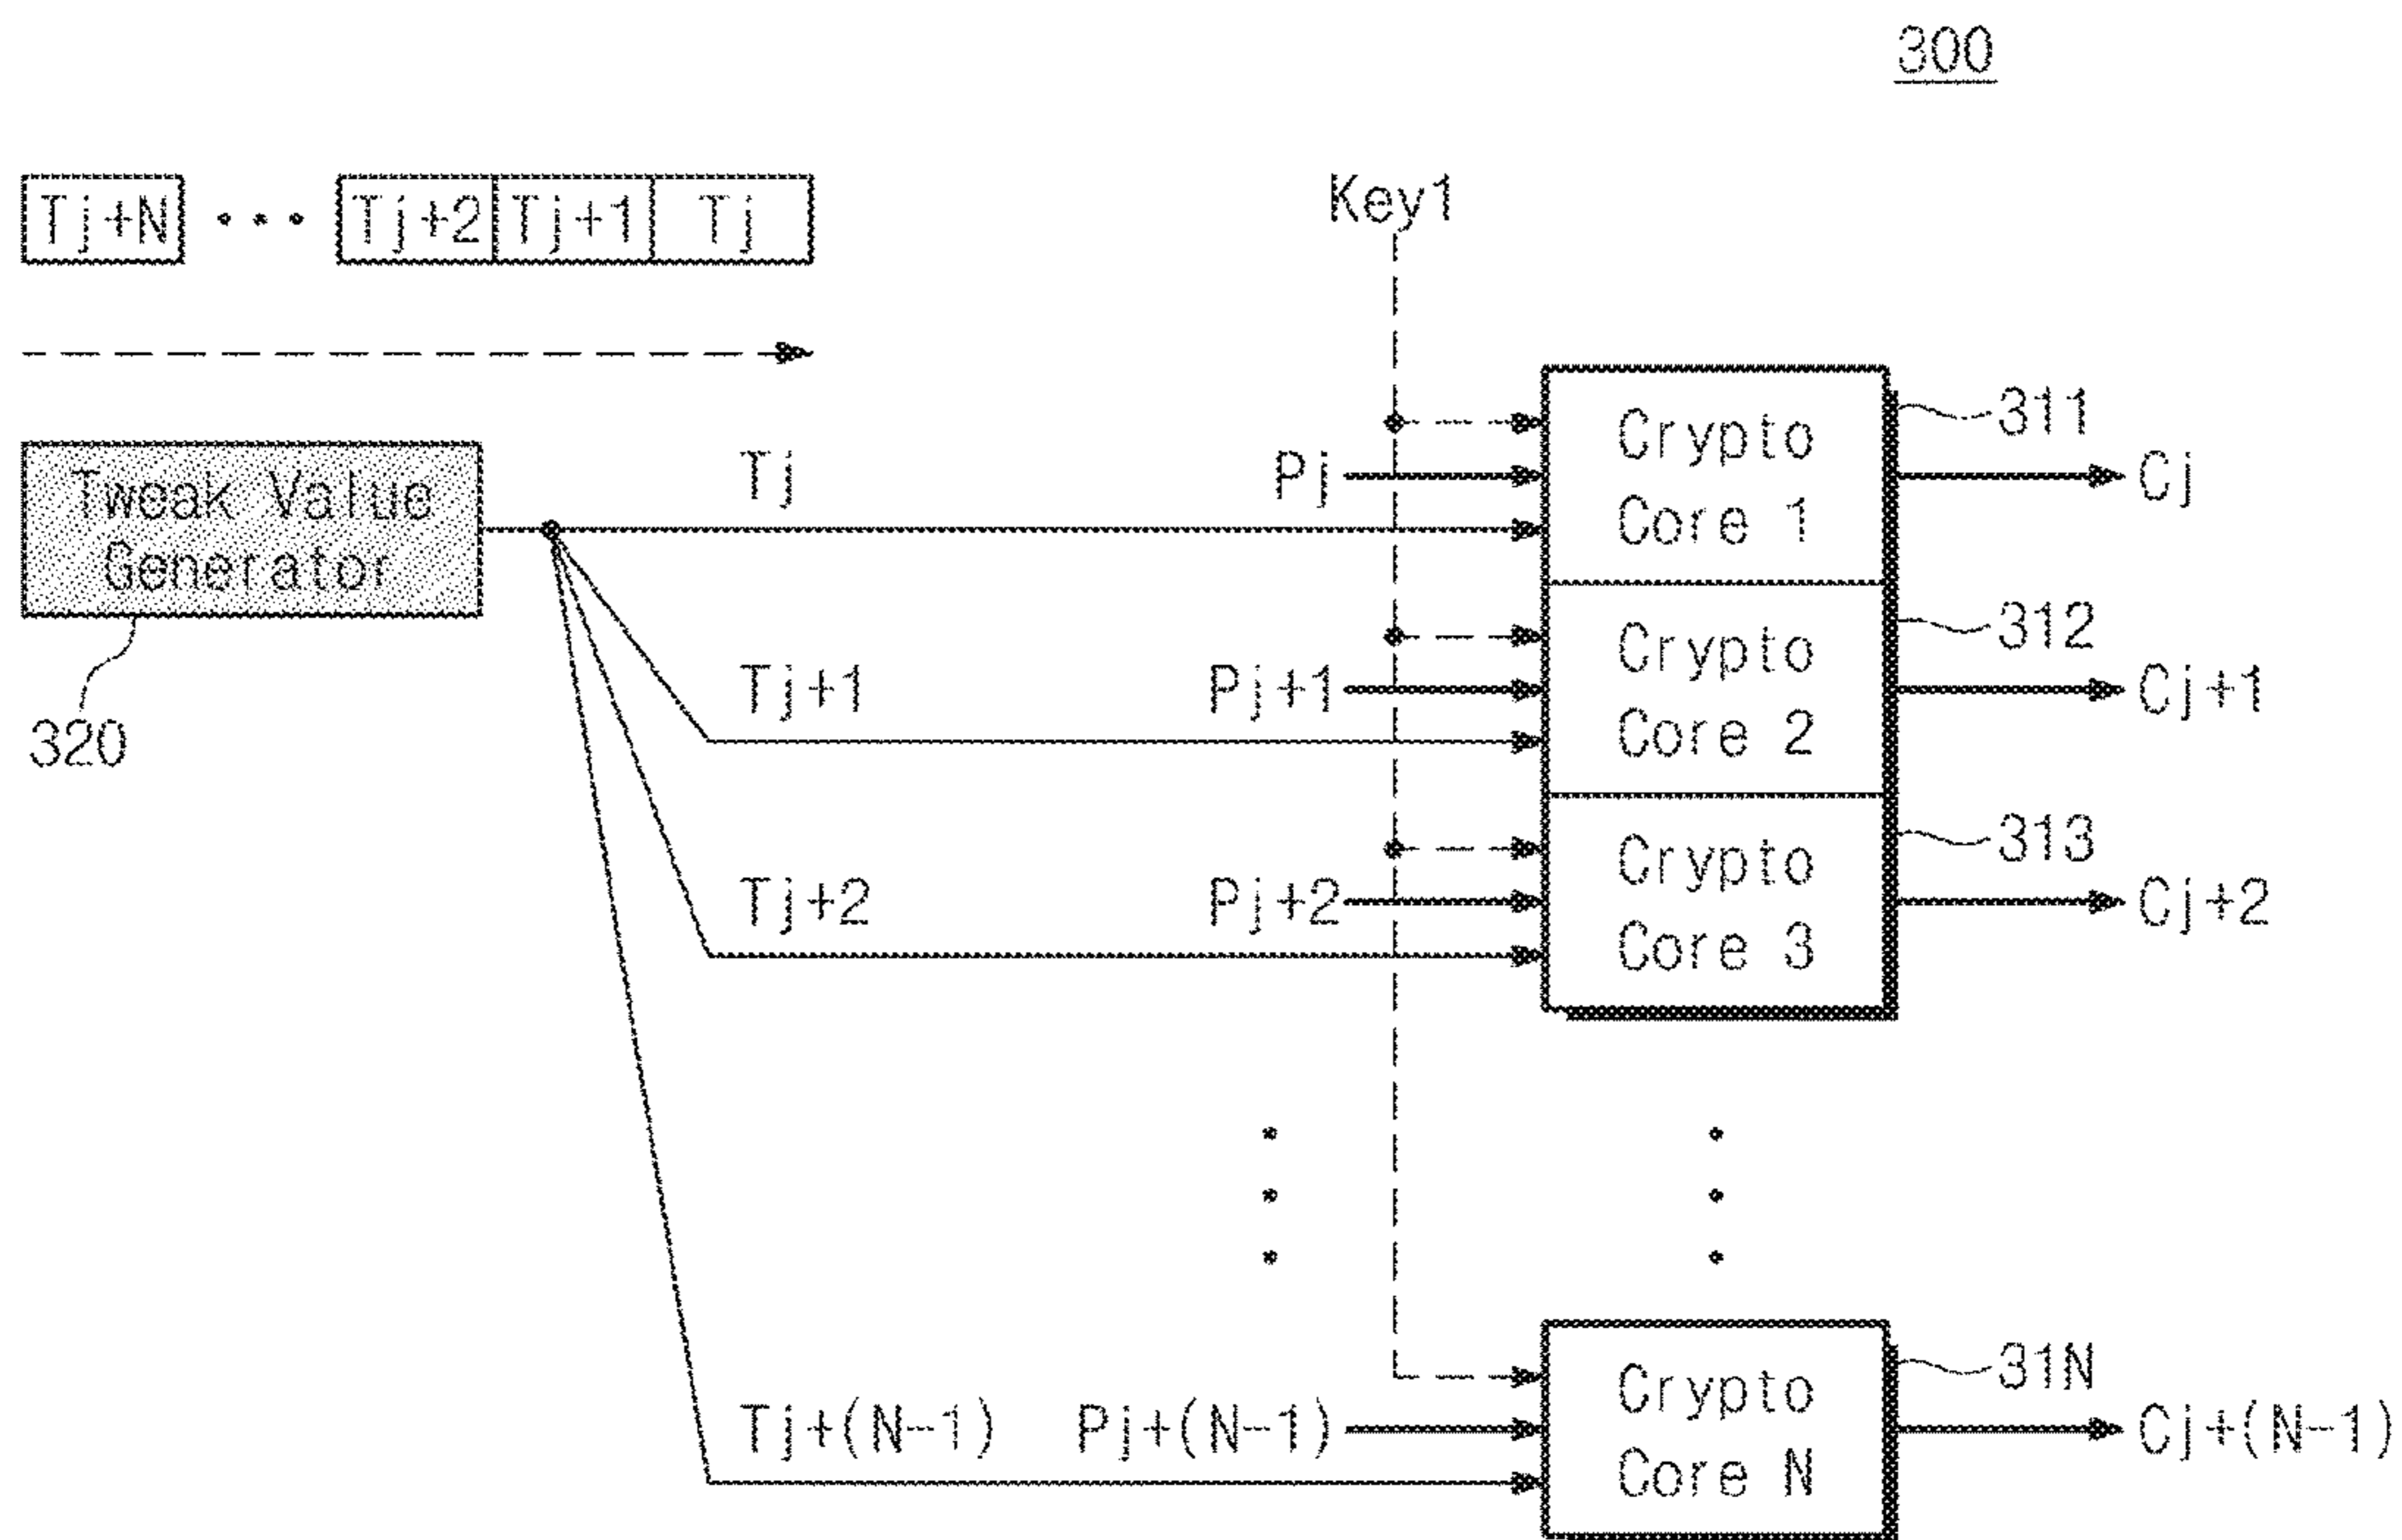 300
Tj+N ••• Tj+2 Tj+1 Tj
Key1
Tweak Value
Generator
320
Tj
Pj
Crypto
Core 1
311
Cj
Tj+1
Pj+1
Crypto
Core 2
312
Cj+1
Tj+2
Pj+2
Crypto
Core 3
313
Cj+2
Tj+(N-1)
Pj+(N-1)
Crypto
Core N
31N
Cj+(N-1)